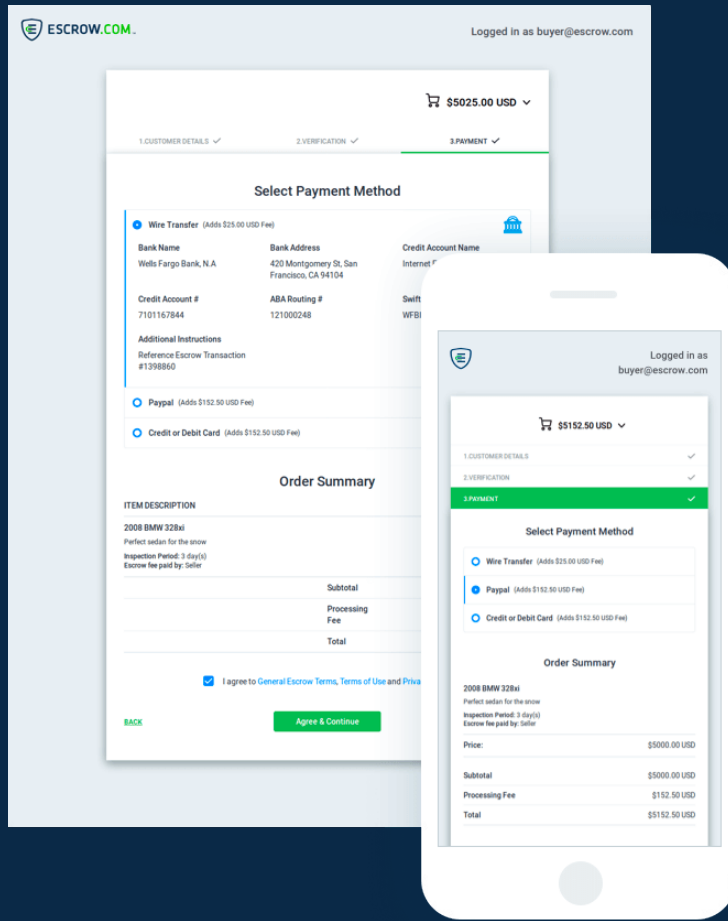 ESCROW.COM
Logged in as buyer@escrow.com
$5025.00 USD
1.CUSTOMER DETAILS
2.VERIFICATION
3.PAYMENT
Select Payment Method
Wire Transfer (Adds $25.00 USD Fee)
Bank Name
Bank Address
Credit Account Name
Wells Fargo Bank, N.A
420 Montgomery St, San
Francisco, CA 94104
Internet
Credit Account #
ABA Routing #
Swift
7101167844
121000248
Additional Instructions
Reference Escrow Transaction
#1398860
Paypal (Adds $152.50 USD Fee)
Credit or Debit Card (Adds $152.50 USD Fee)
Order Summary
ITEM DESCRIPTION
2008 BMW 328xi
Perfect sedan for the snow
Inspection Period: 3 day(s)
Escrow fee paid by: Seller
Subtotal
Processing
Fee
Total
I agree to General Escrow Terms, Terms of Use and
BACK
Agree & Continue
Logged in as
buyer@escrow.com
$5152.50 USD
1.CUSTOMER DETAILS
2.VERIFICATION
3.PAYMENT
Select Payment Method
Wire Transfer (Adds $25.00 USD Fee)
Paypal (Adds $152.50 USD Fee)
Credit or Debit Card (Adds $152.50 USD Fee)
Order Summary
2008 BMW 328xi
Perfect sedan for the snow
Inspection Period: 3 day(s)
Escrow fee paid by: Seller
Price: $5000.00 USD
Subtotal $5000.00 USD
Processing Fee $152.50 USD
Total $5152.50 USD